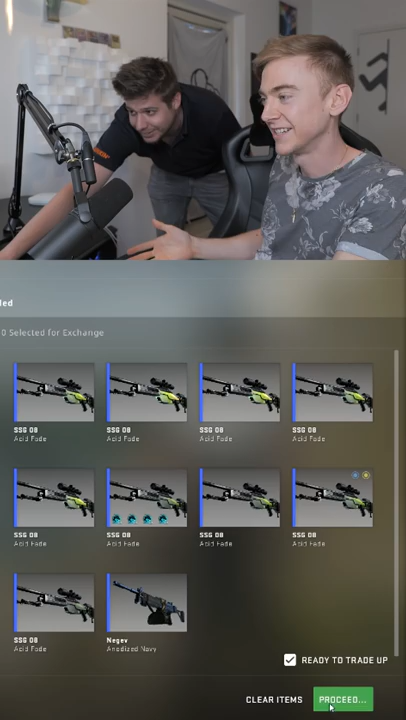 ded
0 Selected for Exchange
SSG 08
Acid Fade
SSG 08
Acid Fade
SSG 08
Acid Fade
SSG 08
Acid Fade
SSG 08
Acid Fade
SSG 08
Acid Fade
SSG 08
Acid Fade
SSG 08
Acid Fade
SSG 08
Acid Fade
Negev
Anodized Navy
READY TO TRADE UP
CLEAR ITEMS
PROCEED...